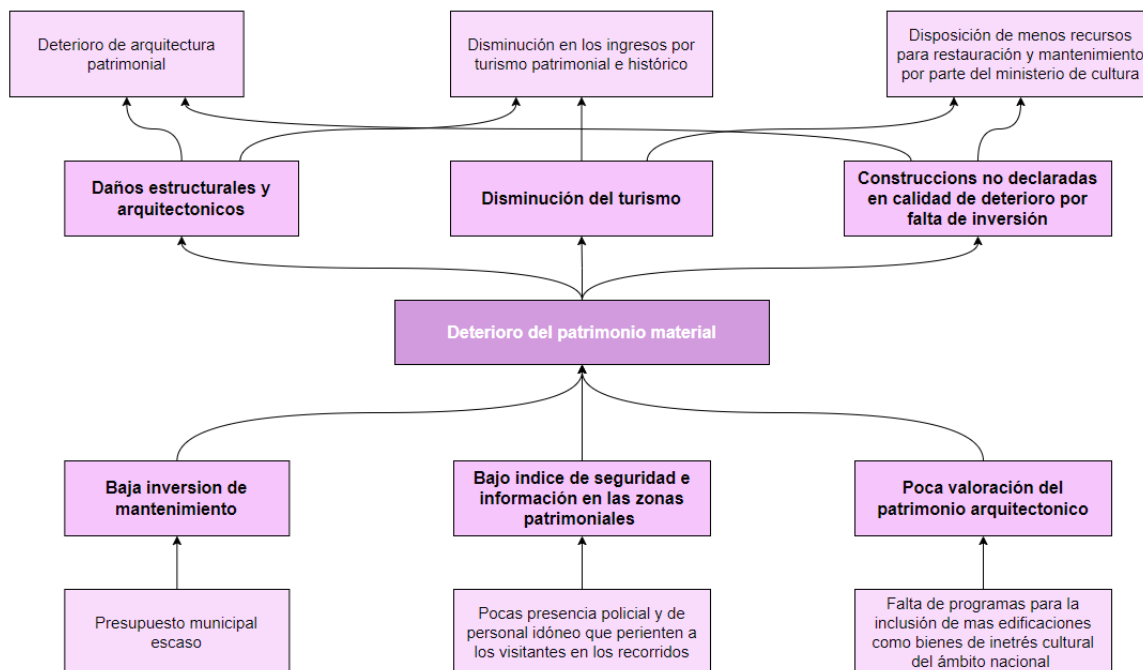 Deterioro de arquitectura
patrimonial
Disminución en los ingresos por
turismo patrimonial e histórico
Disposición de menos recursos
para restauración y mantenimiento
por parte del ministerio de cultura
Daños estructurales y
arquitectonicos
Disminución del turismo
Construccions no declaradas
en calidad de deterioro por
falta de inversión
Deterioro del patrimonio material
Baja inversion de
mantenimiento
Bajo indice de seguridad e
información en las zonas
patrimoniales
Poca valoración del
patrimonio arquitectonico
Presupuesto municipal
escaso
Pocas presencia policial y de
personal idóneo que perienten a
los visitantes en los recorridos
Falta de programas para la
inclusión de mas edificaciones
como bienes de inetrés cultural
del ámbito nacional